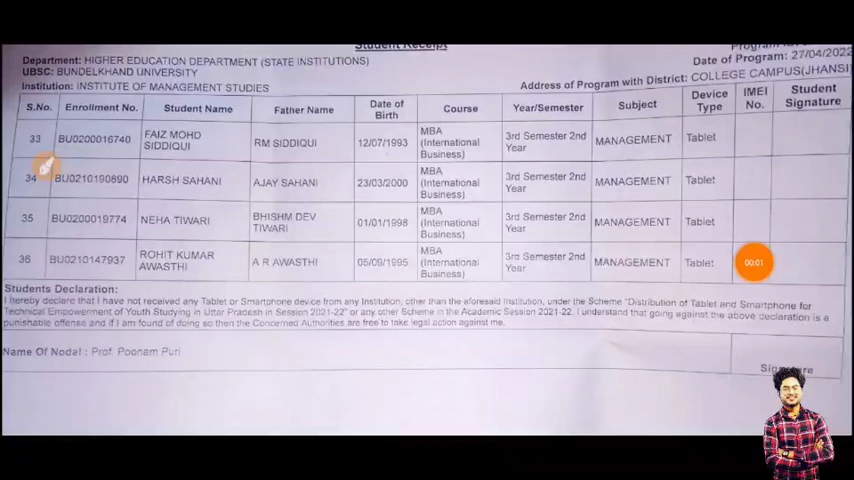 Student Receipt
Department: HIGHER EDUCATION DEPARTMENT (STATE INSTITUTIONS)
UBSC: BUNDELKHAND UNIVERSITY
Institution: INSTITUTE OF MANAGEMENT STUDIES
Date of Program: 27/04/2022
Address of Program with District: COLLEGE CAMPUS(JHANSI)
S.No. Enrollment No. Student Name Father Name Date of Birth Course Year/Semester Subject Device Type IMEI No. Student Signature
33 BU0200016740 FAIZ MOHD SIDDIQUI RM SIDDIQUI 12/07/1993 MBA (International Business) 3rd Semester 2nd Year MANAGEMENT Tablet
34 BU0210190890 HARSH SAHANI AJAY SAHANI 23/03/2000 MBA (International Business) 3rd Semester 2nd Year MANAGEMENT Tablet
35 BU0200019774 NEHA TIWARI BHISHM DEV TIWARI 01/01/1998 MBA (International Business) 3rd Semester 2nd Year MANAGEMENT Tablet
36 BU0210147937 ROHIT KUMAR AWASTHI A R AWASTHI 05/09/1995 MBA (International Business) 3rd Semester 2nd Year MANAGEMENT Tablet
00:01
Students Declaration:
I hereby declare that I have not received any Tablet or Smartphone device from any Institution, other than the aforesaid Institution, under the Scheme "Distribution of Tablet and Smartphone for
Technical Empowerment of Youth Studying in Uttar Pradesh in Session 2021-22" or any other Scheme in the Academic Session 2021-22. I understand that going against the above declaration is a
punishable offense and if I am found of doing so then the Concerned Authorities are free to take legal action against me.
Name Of Nodal : Prof. Poonam Puri
Signature